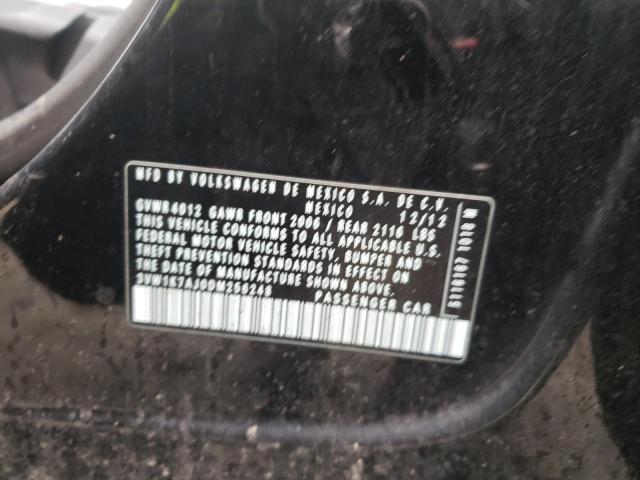 MFD BY VOLKSWAGEN DE MEXICO S.A. DE C.V.
MEXICO 12/12
GVWR 4012 GAWR FRONT 2006 / REAR 2116 LBS
THIS VEHICLE CONFORMS TO ALL APPLICABLE U.S.
FEDERAL MOTOR VEHICLE SAFETY, BUMPER AND
THEFT PREVENTION STANDARDS IN EFFECT ON
THE DATE OF MANUFACTURE SHOWN ABOVE.
PASSENGER CAR